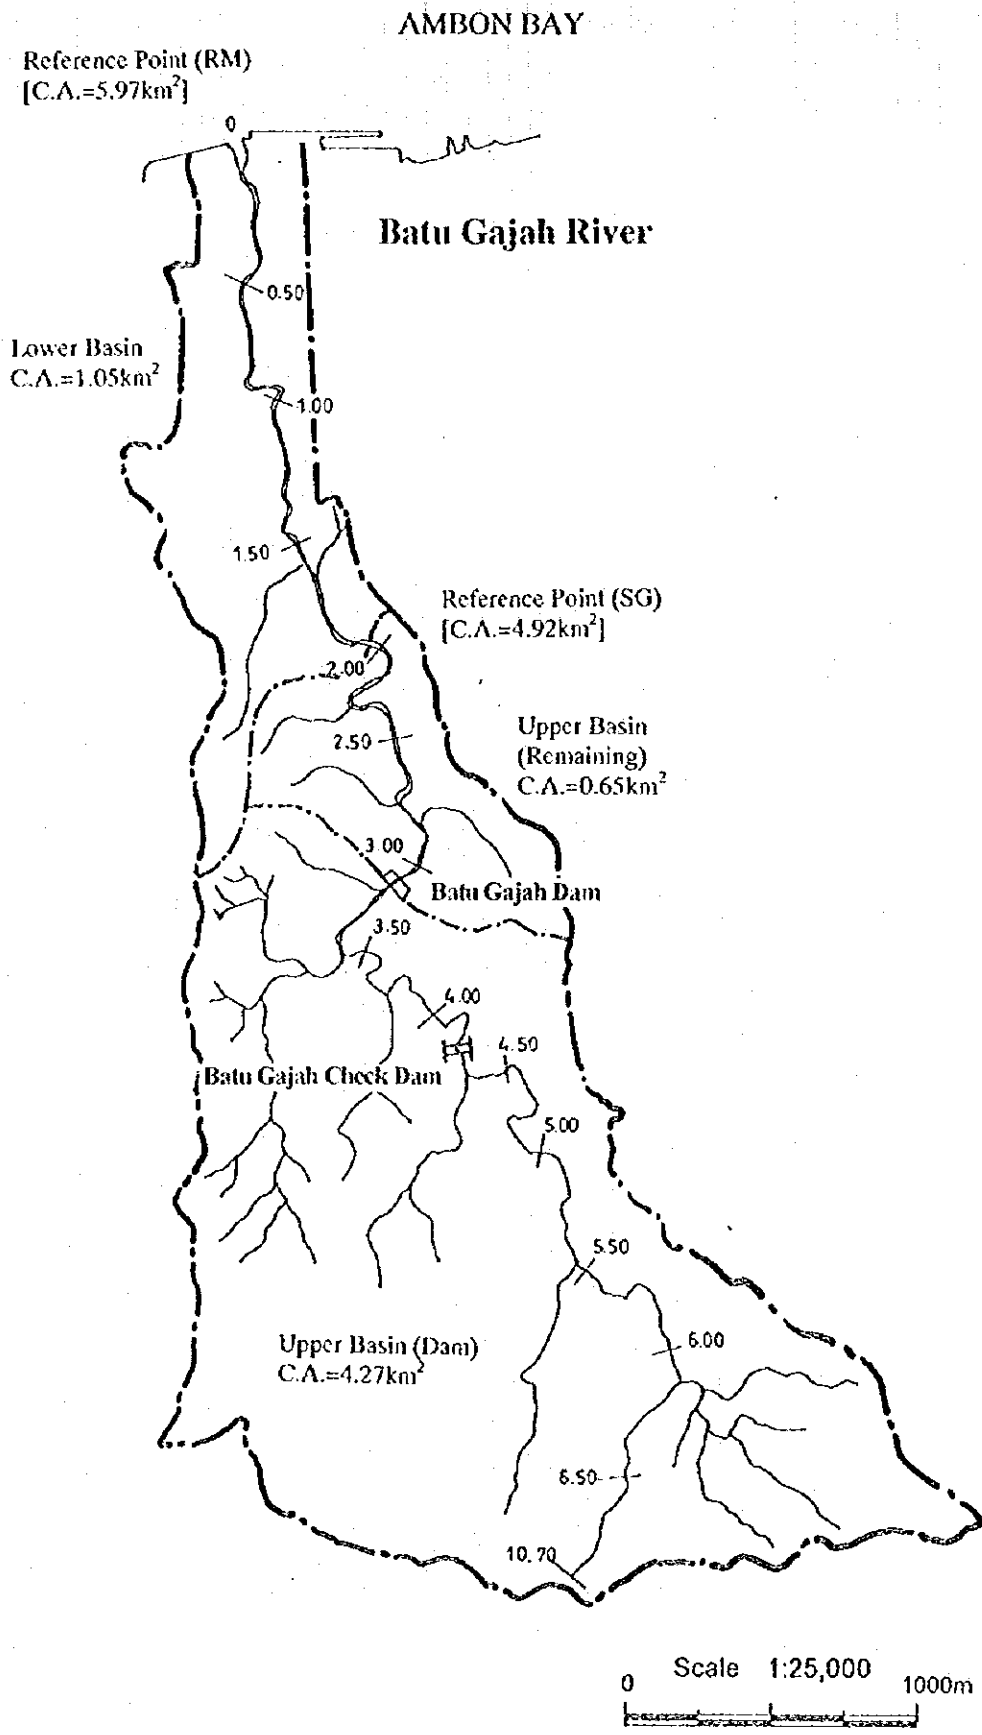 AMBON BAY
Reference Point (RM)
[C.A.=5.97km²]
0
Batu Gajah River
0.50
Lower Basin
C.A.=1.05km²
1.00
1.50
Reference Point (SG)
[C.A.=4.92km²]
2.00
Upper Basin
(Remaining)
C.A.=0.65km²
2.50
3.00
Batu Gajah Dam
3.50
4.00
4.50
Batu Gajah Check Dam
5.00
5.50
Upper Basin (Dam)
C.A.=4.27km²
6.00
6.50
10.70
Scale 1:25,000
0 1000m